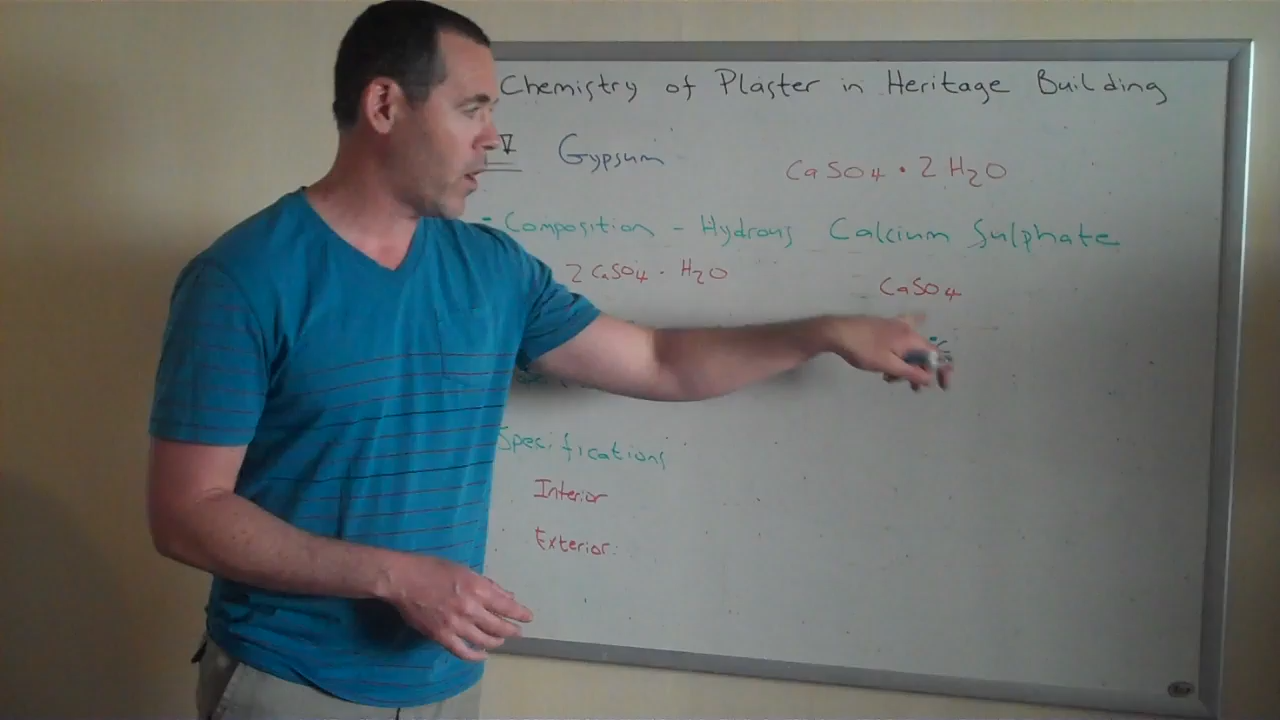 Chemistry of Plaster in Heritage Building
V Gypsum CaSO4 · 2 H2O
- Composition - Hydrous Calcium Sulphate
2 CaSO4 · H2O CaSO4
Specifications
Interior
Exterior: